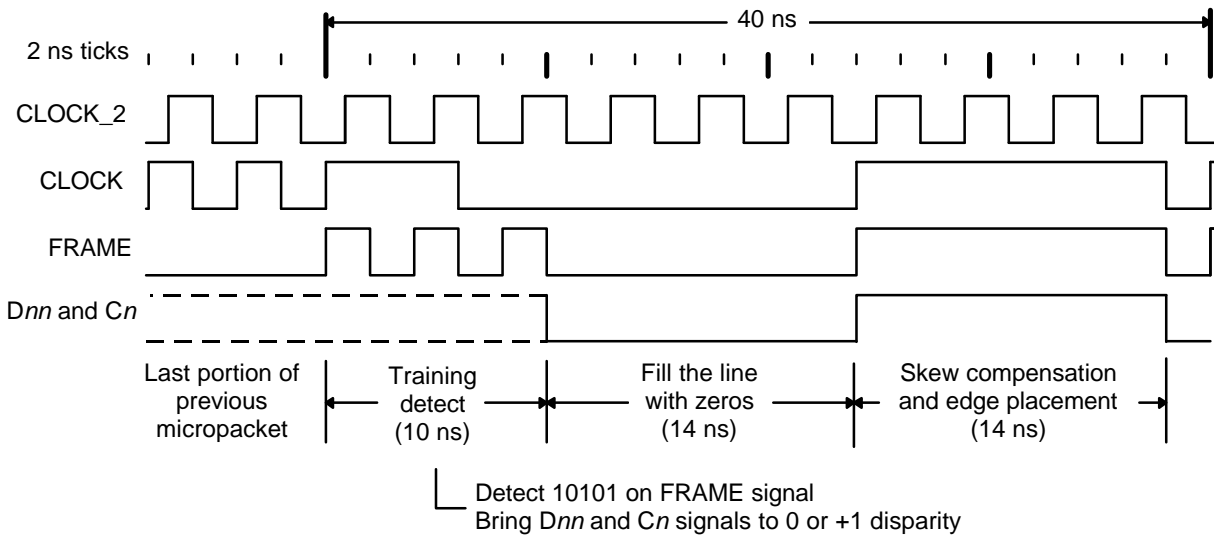 40 ns
2 ns ticks
CLOCK_2
CLOCK
FRAME
Dnn and Cn
Last portion of
previous
micropacket
Training
detect
(10 ns)
Fill the line
with zeros
(14 ns)
Skew compensation
and edge placement
(14 ns)
Detect 10101 on FRAME signal
Bring Dnn and Cn signals to 0 or +1 disparity